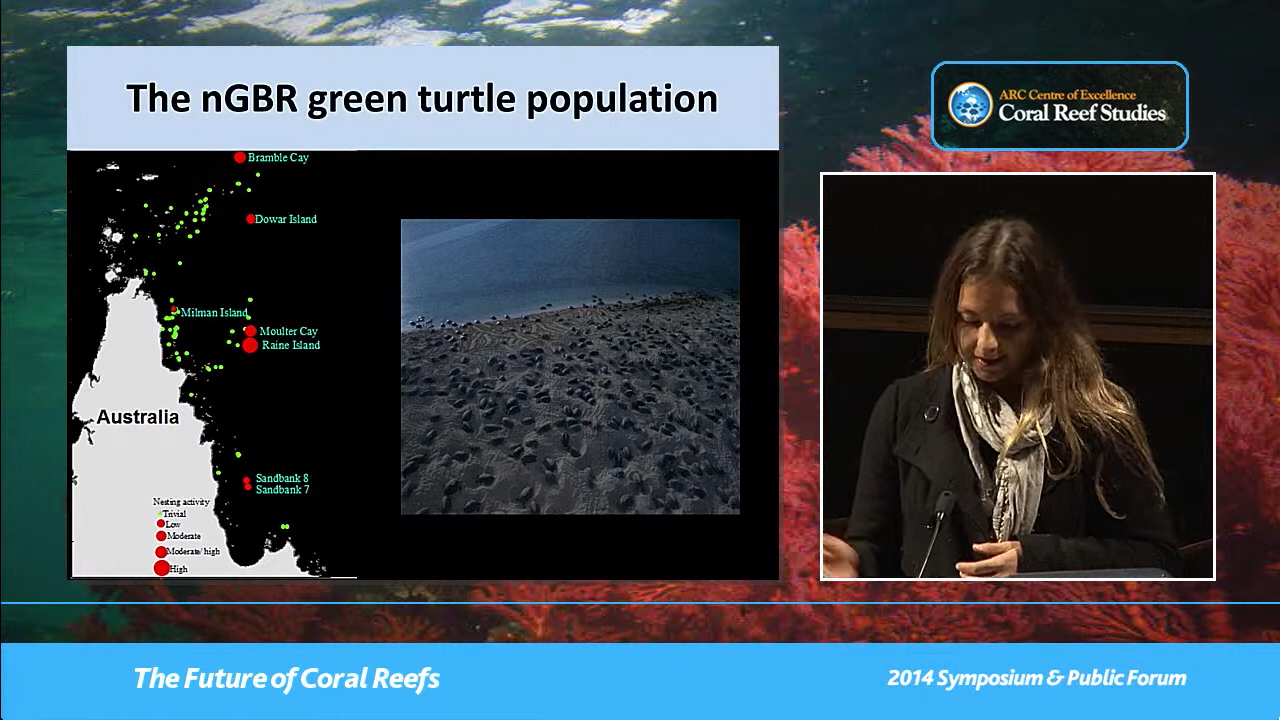 The nGBR green turtle population
ARC Centre of Excellence
Coral Reef Studies
Bramble Cay
Dowar Island
Milman Island
Moulter Cay
Raine Island
Australia
Sandbank 8
Sandbank 7
Nesting activity
Trivial
Low
Moderate
Moderate/ high
High
The Future of Coral Reefs
2014 Symposium & Public Forum